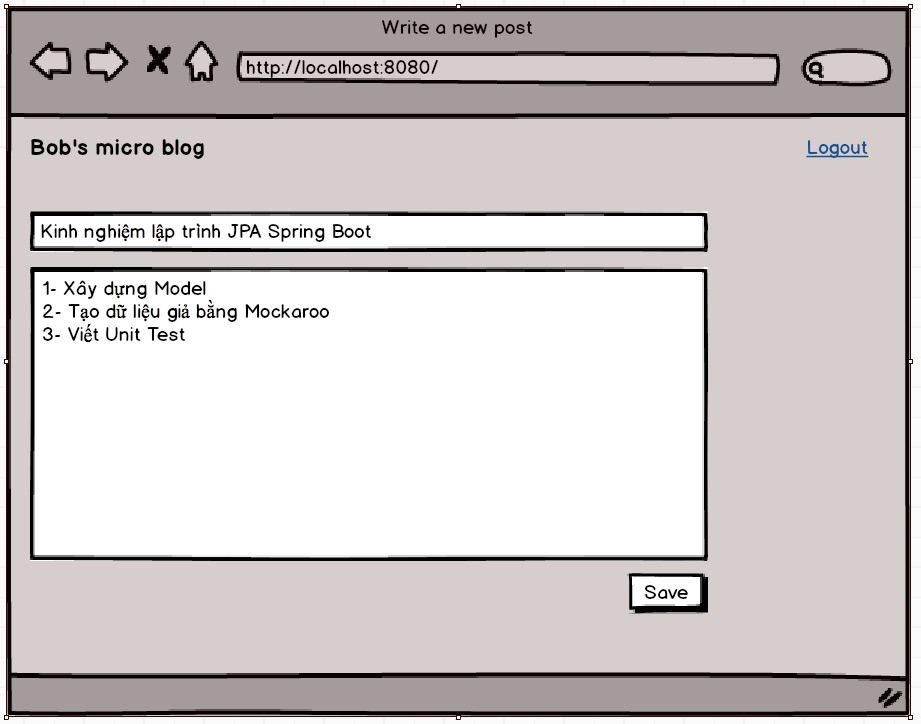 Write a new post
http://localhost:8080/
Bob's micro blog
Logout
Kinh nghiệm lập trình JPA Spring Boot
1- Xây dựng Model
2- Tạo dữ liệu giả bằng Mockaroo
3- Viết Unit Test
Save